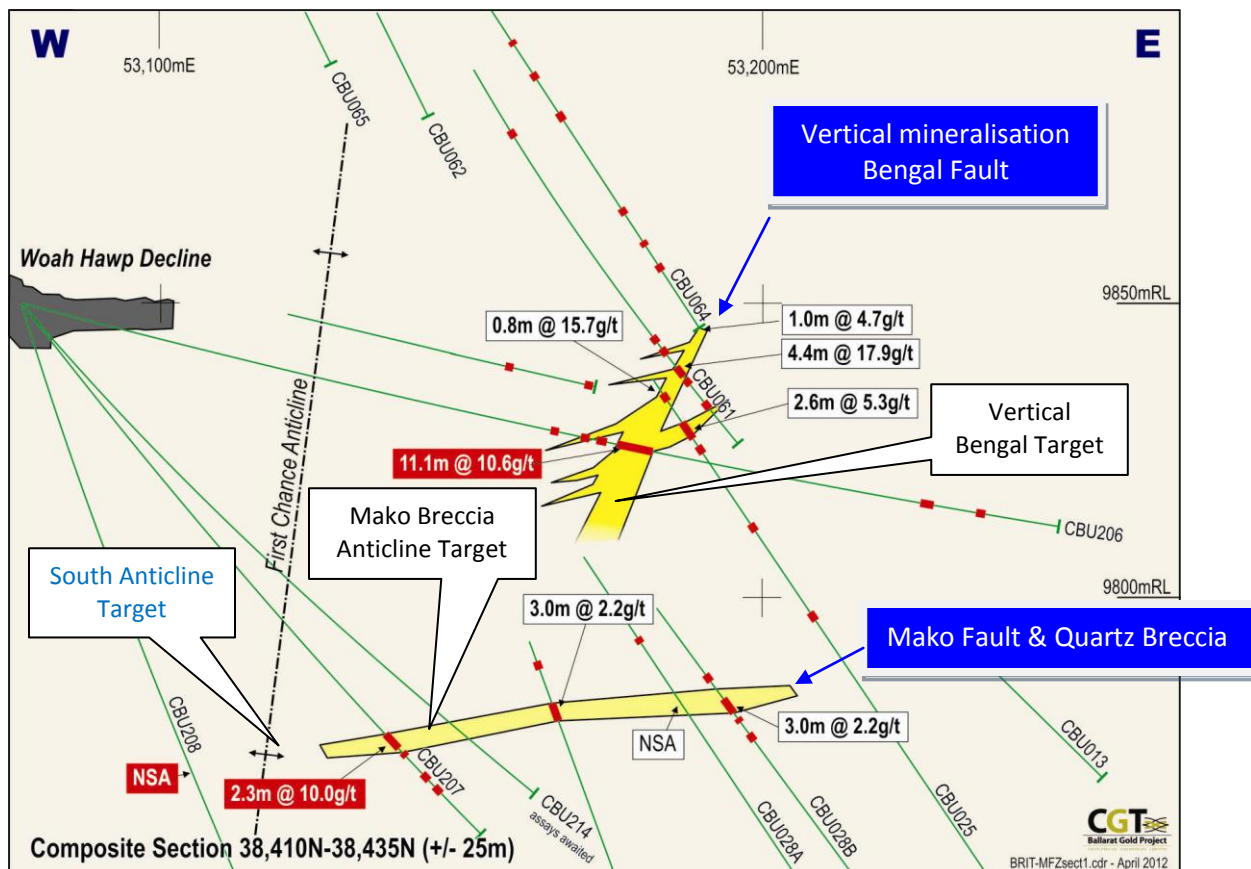 W
E
53,100mE
53,200mE
CBU065
CBU062
Vertical mineralisation
Bengal Fault
Woah Hawp Decline
CBU064
9850mRL
0.8m @ 15.7g/t
1.0m @ 4.7g/t
4.4m @ 17.9g/t
CBU061
2.6m @ 5.3g/t
Vertical
Bengal Target
11.1m @ 10.6g/t
First Chance Anticline
Mako Breccia
Anticline Target
CBU206
South Anticline
Target
9800mRL
3.0m @ 2.2g/t
Mako Fault & Quartz Breccia
CBU208
NSA
3.0m @ 2.2g/t
NSA
CBU207
2.3m @ 10.0g/t
CBU013
CBU214
assays awaited
CBU028A
CBU028B
CBU025
Composite Section 38,410N-38,435N (+/- 25m)
CGT
Ballarat Gold Project
BRIT-MFZsect1.cdr - April 2012